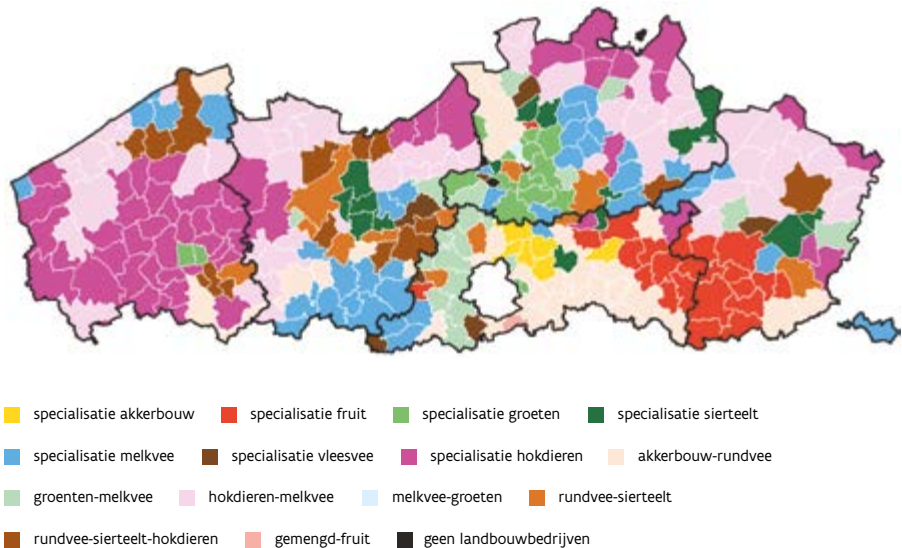 specialisatie akkerbouw specialisatie fruit specialisatie groeten specialisatie sierteelt
specialisatie melkvee specialisatie vleesvee specialisatie hokdieren akkerbouw-rundvee
groenten-melkvee hokdieren-melkvee melkvee-groeten rundvee-sierteelt
rundvee-sierteelt-hokdieren gemengd-fruit geen landbouwbedrijven